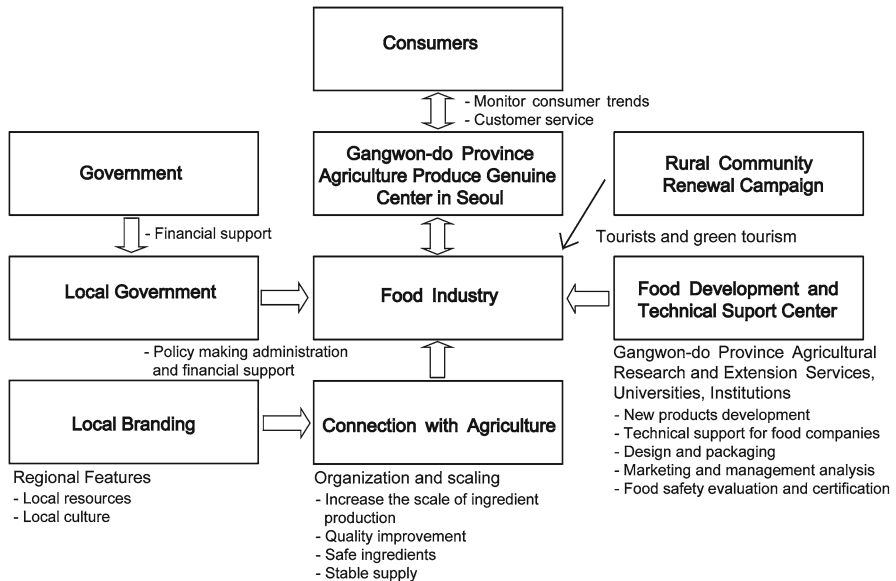 Consumers
- Monitor consumer trends
- Customer service
Government
Gangwon-do Province
Agriculture Produce Genuine
Center in Seoul
Rural Community
Renewal Campaign
- Financial support
Tourists and green tourism
Local Government
Food Industry
Food Development and
Technical Suport Center
- Policy making administration
and financial support
Gangwon-do Province Agricultural
Research and Extension Services,
Universities, Institutions
- New products development
- Technical support for food companies
- Design and packaging
- Marketing and management analysis
- Food safety evaluation and certification
Local Branding
Connection with Agriculture
Regional Features
- Local resources
- Local culture
Organization and scaling
- Increase the scale of ingredient
production
- Quality improvement
- Safe ingredients
- Stable supply